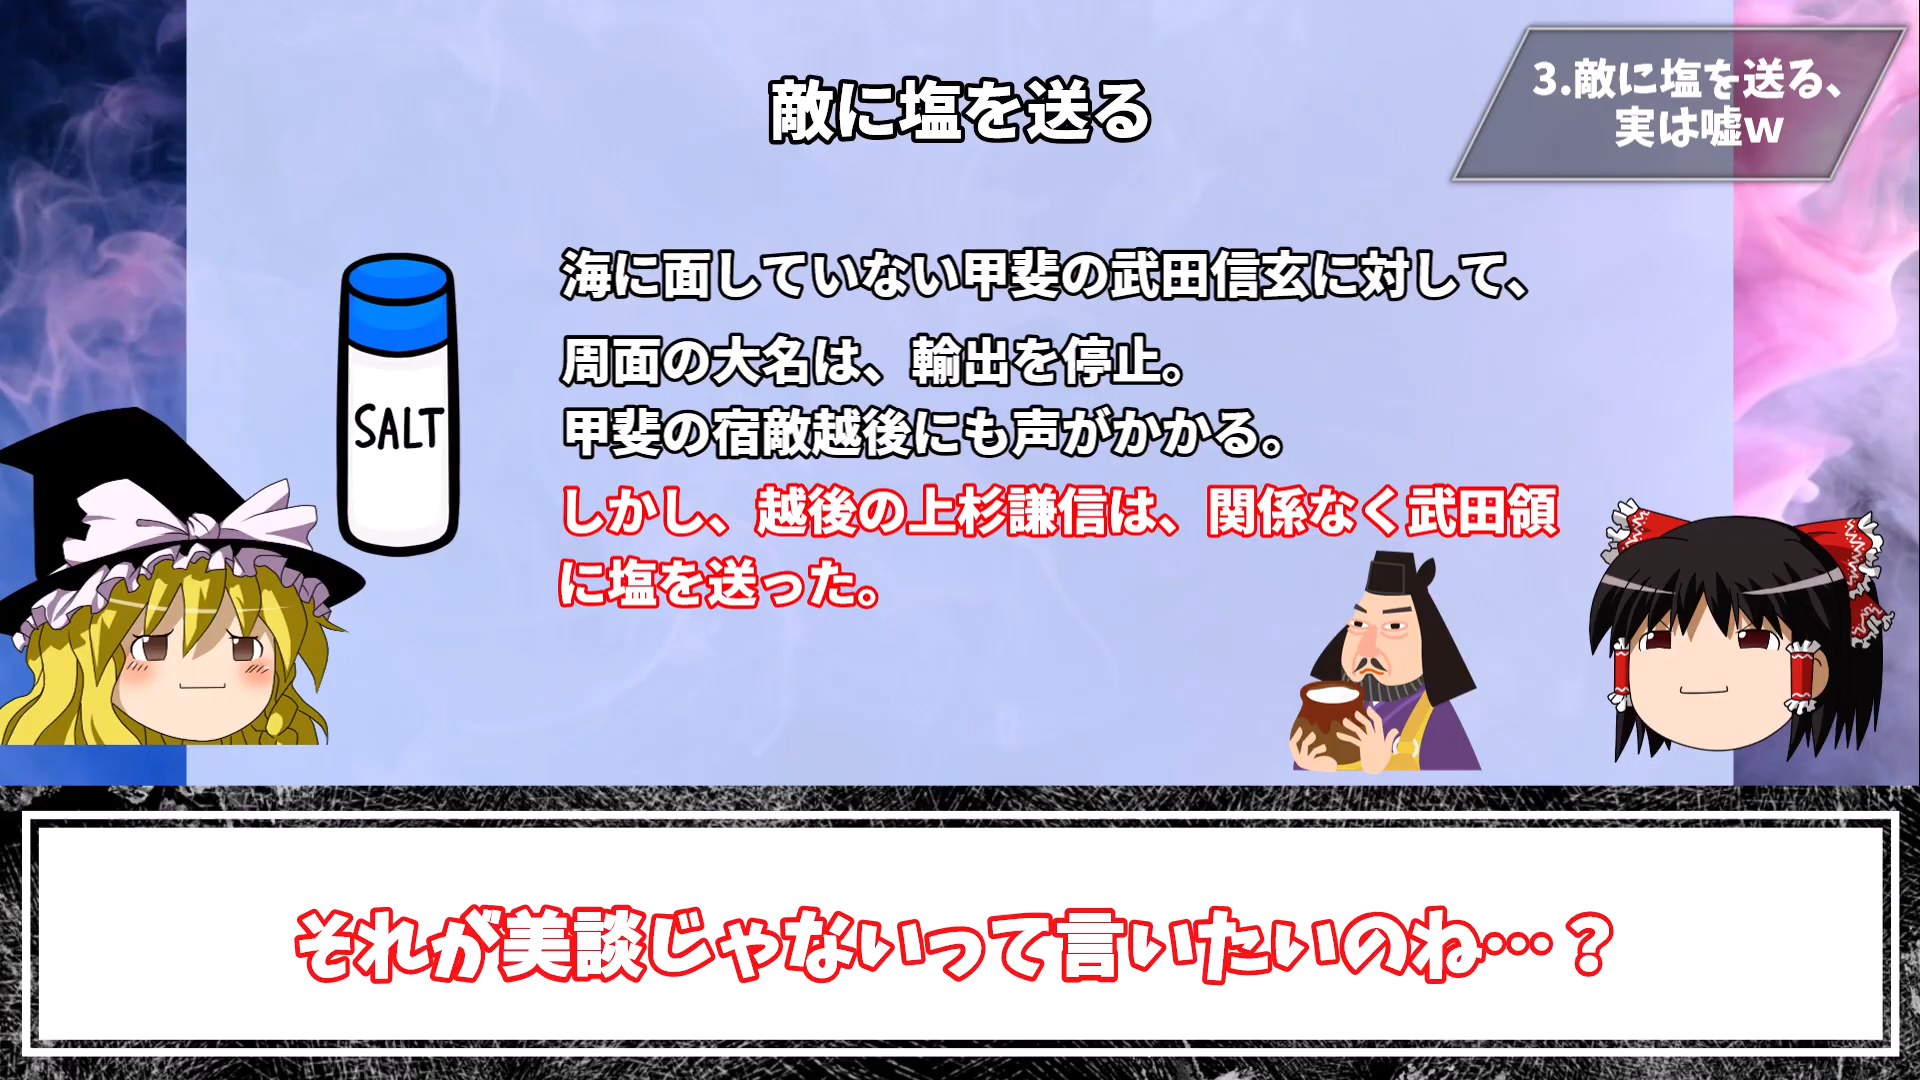 敵に塩を送る
3.敵に塩を送る、
実は嘘w
海に面していない甲斐の武田信玄に対して、
周面の大名は、輸出を停止。
甲斐の宿敵越後にも声がかかる。
しかし、越後の上杉謙信は、関係なく武田領
に塩を送った。
SALT
それが美談じゃないって言いたいのね…？